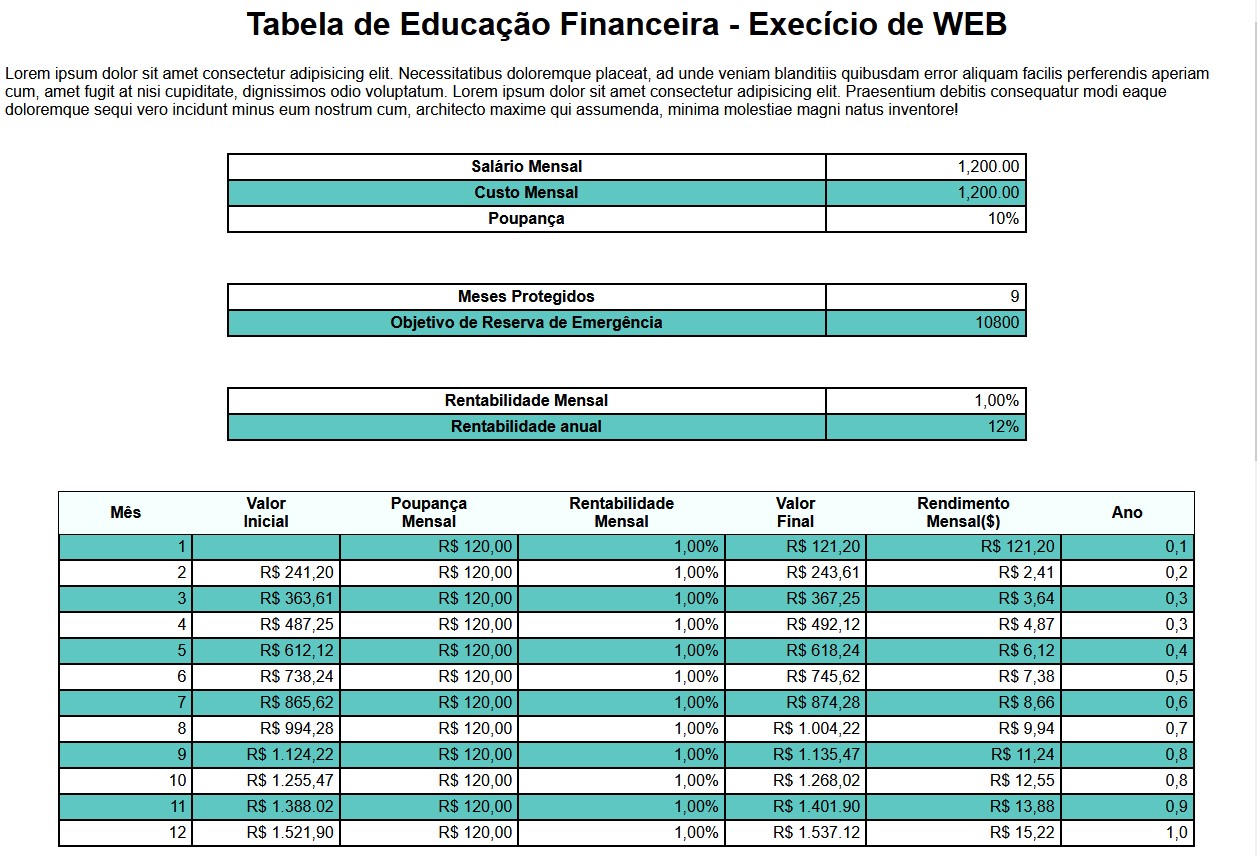 Tabela de Educação Financeira - Execício de WEB
Lorem ipsum dolor sit amet consectetur adipisicing elit. Necessitatibus doloremque placeat, ad unde veniam blanditiis quibusdam error aliquam facilis perferendis aperiam
cum, amet fugit at nisi cupiditate, dignissimos odio voluptatum. Lorem ipsum dolor sit amet consectetur adipisicing elit. Praesentium debitis consequatur modi eaque
doloremque sequi vero incidunt minus eum nostrum cum, architecto maxime qui assumenda, minima molestiae magni natus inventore!
Salário Mensal 1,200.00
Custo Mensal 1,200.00
Poupança 10%
Meses Protegidos 9
Objetivo de Reserva de Emergência 10800
Rentabilidade Mensal 1,00%
Rentabilidade anual 12%
Mês Valor Inicial Poupança Mensal Rentabilidade Mensal Valor Final Rendimento Mensal($) Ano
1 R$ 120,00 1,00% R$ 121,20 R$ 121,20 0,1
2 R$ 241,20 R$ 120,00 1,00% R$ 243,61 R$ 2,41 0,2
3 R$ 363,61 R$ 120,00 1,00% R$ 367,25 R$ 3,64 0,3
4 R$ 487,25 R$ 120,00 1,00% R$ 492,12 R$ 4,87 0,3
5 R$ 612,12 R$ 120,00 1,00% R$ 618,24 R$ 6,12 0,4
6 R$ 738,24 R$ 120,00 1,00% R$ 745,62 R$ 7,38 0,5
7 R$ 865,62 R$ 120,00 1,00% R$ 874,28 R$ 8,66 0,6
8 R$ 994,28 R$ 120,00 1,00% R$ 1.004,22 R$ 9,94 0,7
9 R$ 1.124,22 R$ 120,00 1,00% R$ 1.135,47 R$ 11,24 0,8
10 R$ 1.255,47 R$ 120,00 1,00% R$ 1.268,02 R$ 12,55 0,8
11 R$ 1.388.02 R$ 120,00 1,00% R$ 1.401.90 R$ 13,88 0,9
12 R$ 1.521,90 R$ 120,00 1,00% R$ 1.537.12 R$ 15,22 1,0